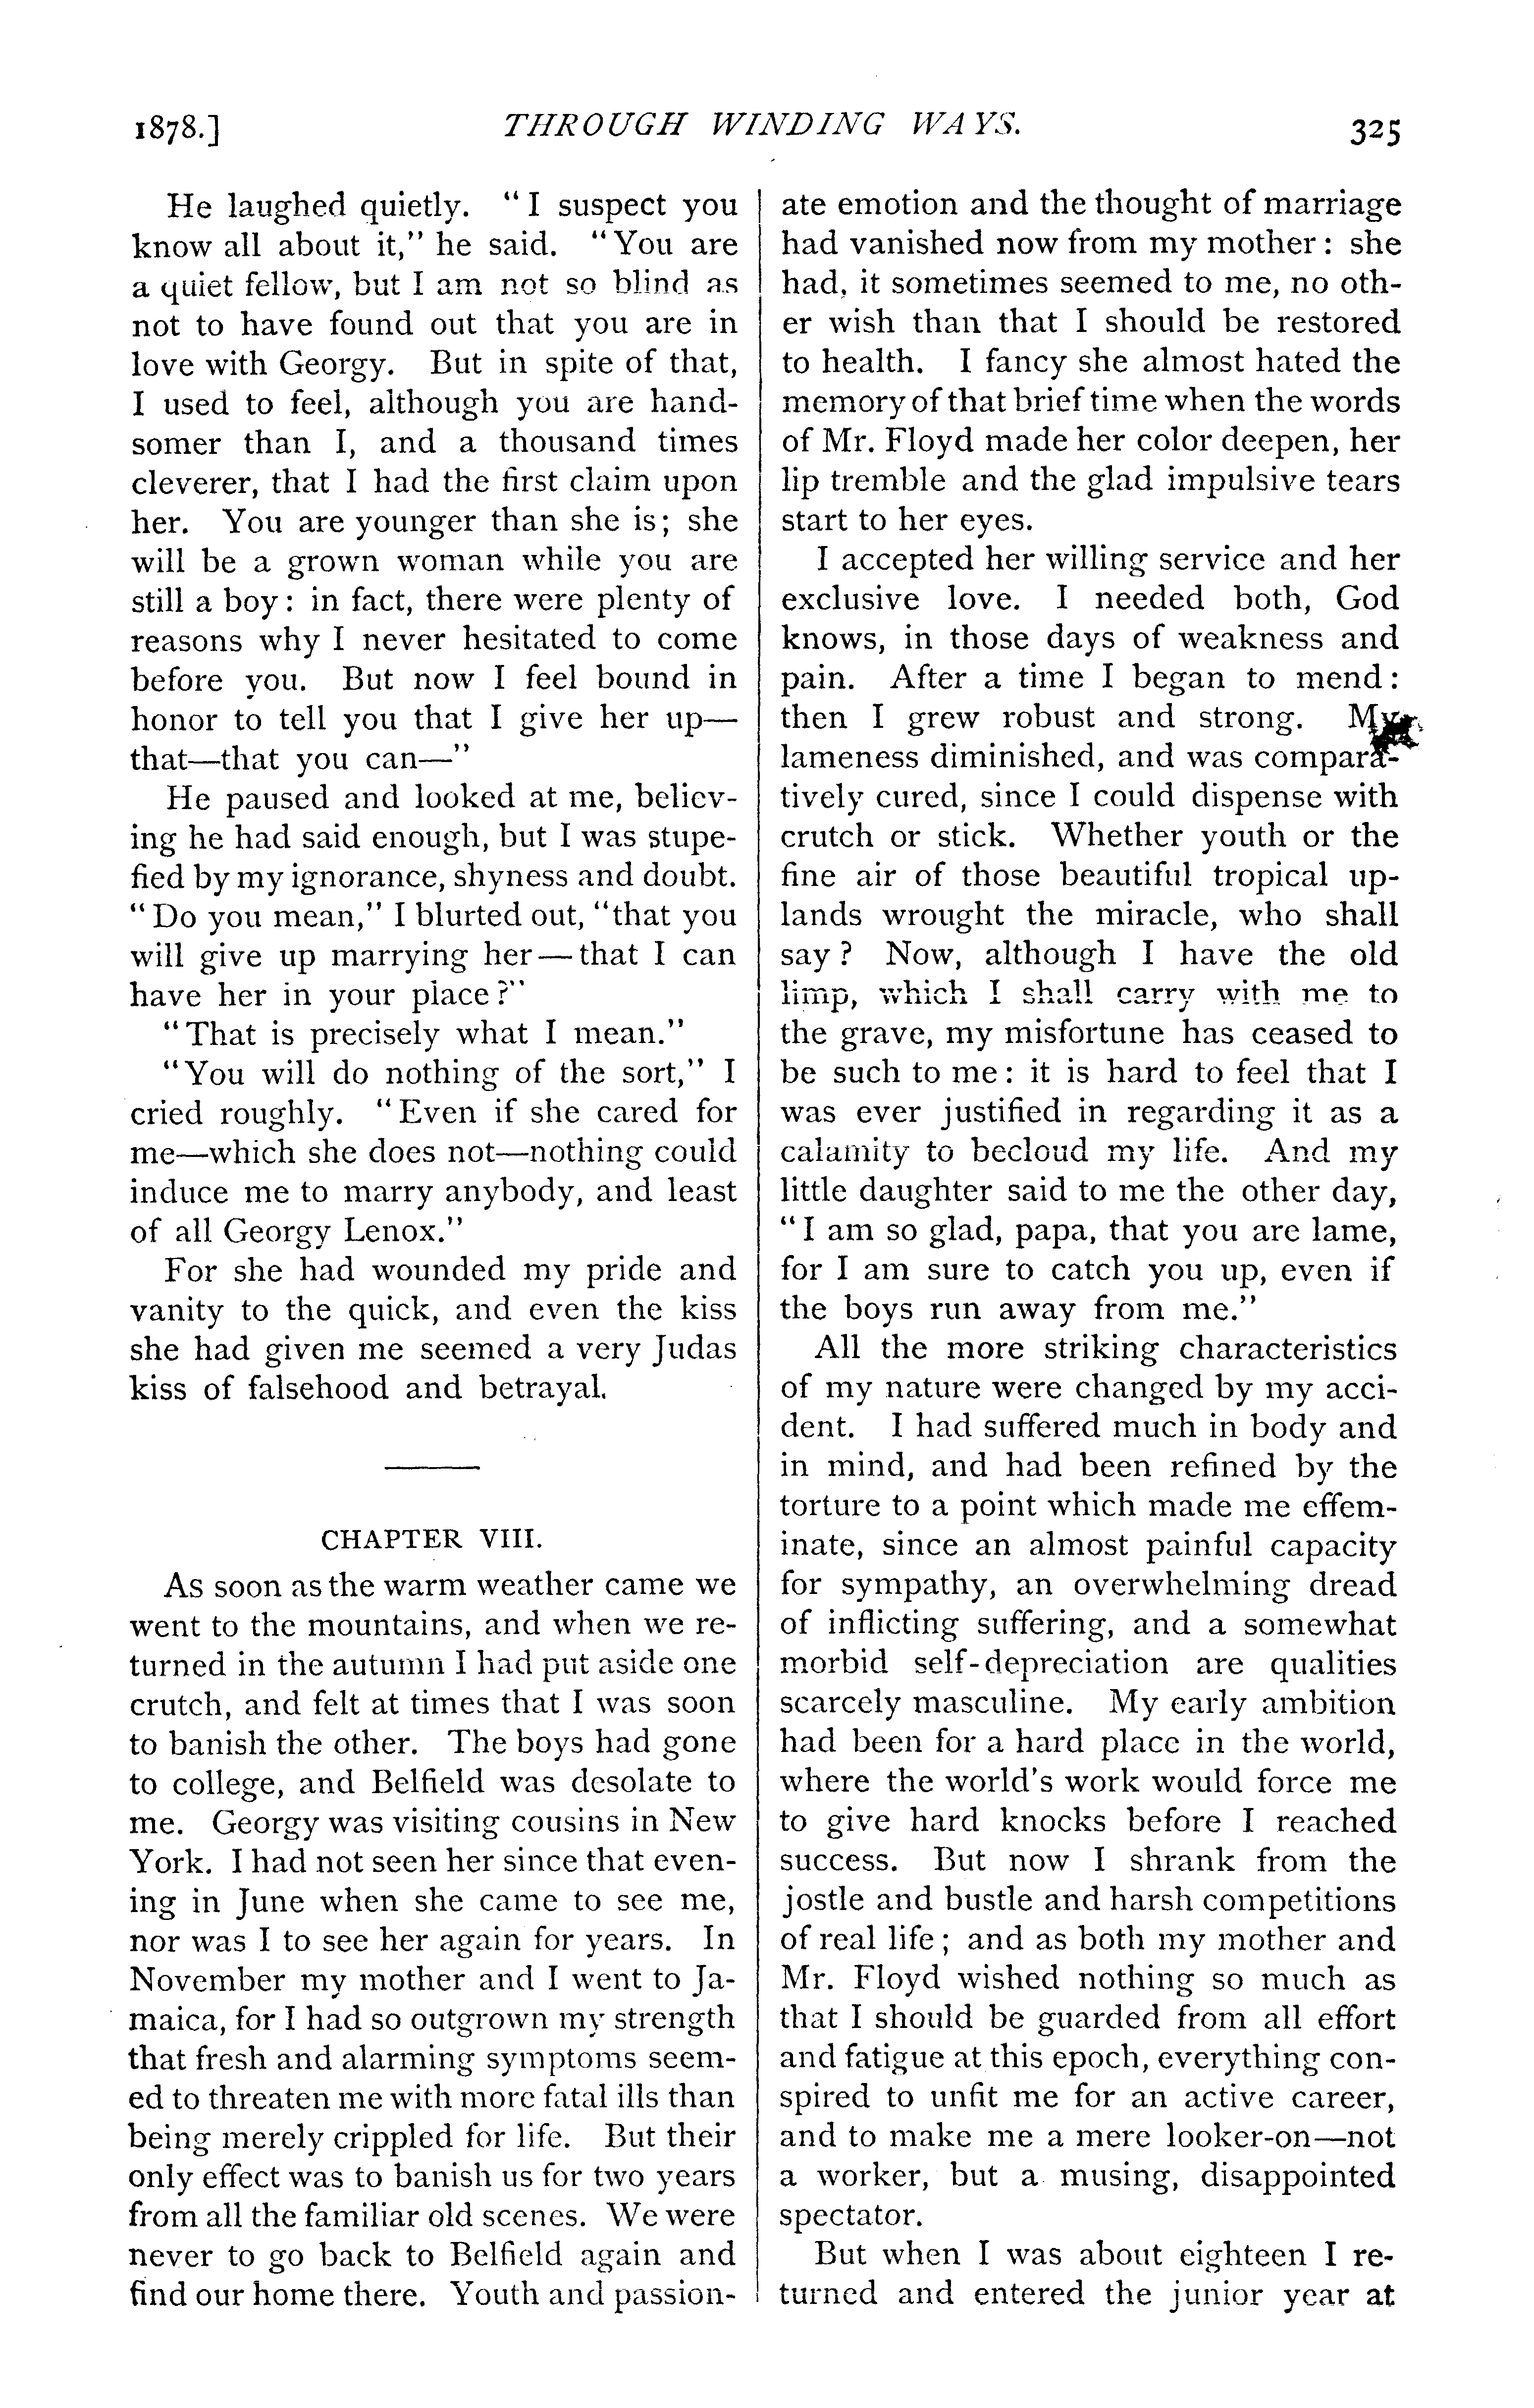 1878.] THROUGH WINDING WAYS. 325
He laughed quietly. "I suspect you
know all about it," he said. "You are
a quiet fellow, but I am not so blind as
not to have found out that you are in
love with Georgy. But in spite of that,
I used to feel, although you are hand-
somer than I, and a thousand times
cleverer, that I had the first claim upon
her. You are younger than she is; she
will be a grown woman while you are
still a boy: in fact, there were plenty of
reasons why I never hesitated to come
before you. But now I feel bound in
honor to tell you that I give her up—
that—that you can—"
He paused and looked at me, believ-
ing he had said enough, but I was stupe-
fied by my ignorance, shyness and doubt.
"Do you mean," I blurted out, "that you
will give up marrying her—that I can
have her in your place?"
"That is precisely what I mean."
"You will do nothing of the sort," I
cried roughly. "Even if she cared for
me—which she does not—nothing could
induce me to marry anybody, and least
of all Georgy Lenox."
For she had wounded my pride and
vanity to the quick, and even the kiss
she had given me seemed a very Judas
kiss of falsehood and betrayal.
CHAPTER VIII.
As soon as the warm weather came we
went to the mountains, and when we re-
turned in the autumn I had put aside one
crutch, and felt at times that I was soon
to banish the other. The boys had gone
to college, and Belfield was desolate to
me. Georgy was visiting cousins in New
York. I had not seen her since that even-
ing in June when she came to see me,
nor was I to see her again for years. In
November my mother and I went to Ja-
maica, for I had so outgrown my strength
that fresh and alarming symptoms seem-
ed to threaten me with more fatal ills than
being merely crippled for life. But their
only effect was to banish us for two years
from all the familiar old scenes. We were
never to go back to Belfield again and
find our home there. Youth and passion-
ate emotion and the thought of marriage
had vanished now from my mother: she
had, it sometimes seemed to me, no oth-
er wish than that I should be restored
to health. I fancy she almost hated the
memory of that brief time when the words
of Mr. Floyd made her color deepen, her
lip tremble and the glad impulsive tears
start to her eyes.
I accepted her willing service and her
exclusive love. I needed both, God
knows, in those days of weakness and
pain. After a time I began to mend:
then I grew robust and strong. My
lameness diminished, and was compara-
tively cured, since I could dispense with
crutch or stick. Whether youth or the
fine air of those beautiful tropical up-
lands wrought the miracle, who shall
say? Now, although I have the old
limp, which I shall carry with me to
the grave, my misfortune has ceased to
be such to me: it is hard to feel that I
was ever justified in regarding it as a
calamity to becloud my life. And my
little daughter said to me the other day,
"I am so glad, papa, that you are lame,
for I am sure to catch you up, even if
the boys run away from me."
All the more striking characteristics
of my nature were changed by my acci-
dent. I had suffered much in body and
in mind, and had been refined by the
torture to a point which made me effem-
inate, since an almost painful capacity
for sympathy, an overwhelming dread
of inflicting suffering, and a somewhat
morbid self-depreciation are qualities
scarcely masculine. My early ambition
had been for a hard place in the world,
where the world's work would force me
to give hard knocks before I reached
success. But now I shrank from the
jostle and bustle and harsh competitions
of real life; and as both my mother and
Mr. Floyd wished nothing so much as
that I should be guarded from all effort
and fatigue at this epoch, everything con-
spired to unfit me for an active career,
and to make me a mere looker-on—not
a worker, but a musing, disappointed
spectator.
But when I was about eighteen I re-
turned and entered the junior year at